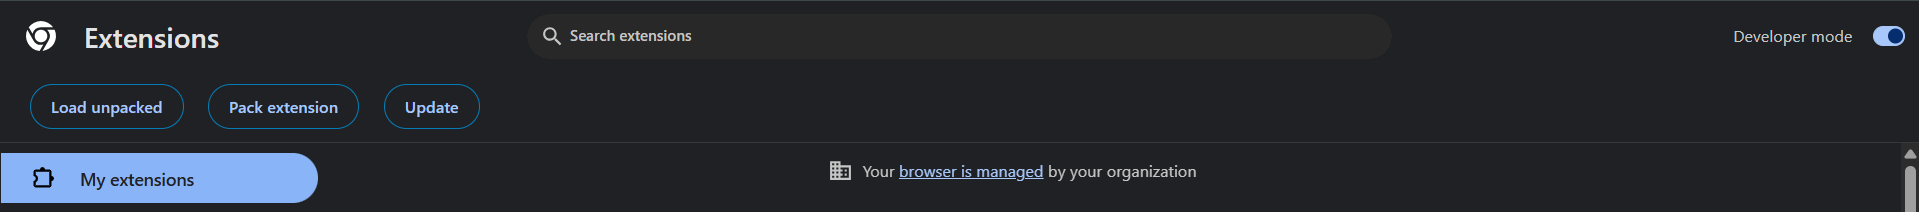 Extensions
Search extensions
Developer mode
Load unpacked
Pack extension
Update
My extensions
Your browser is managed by your organization